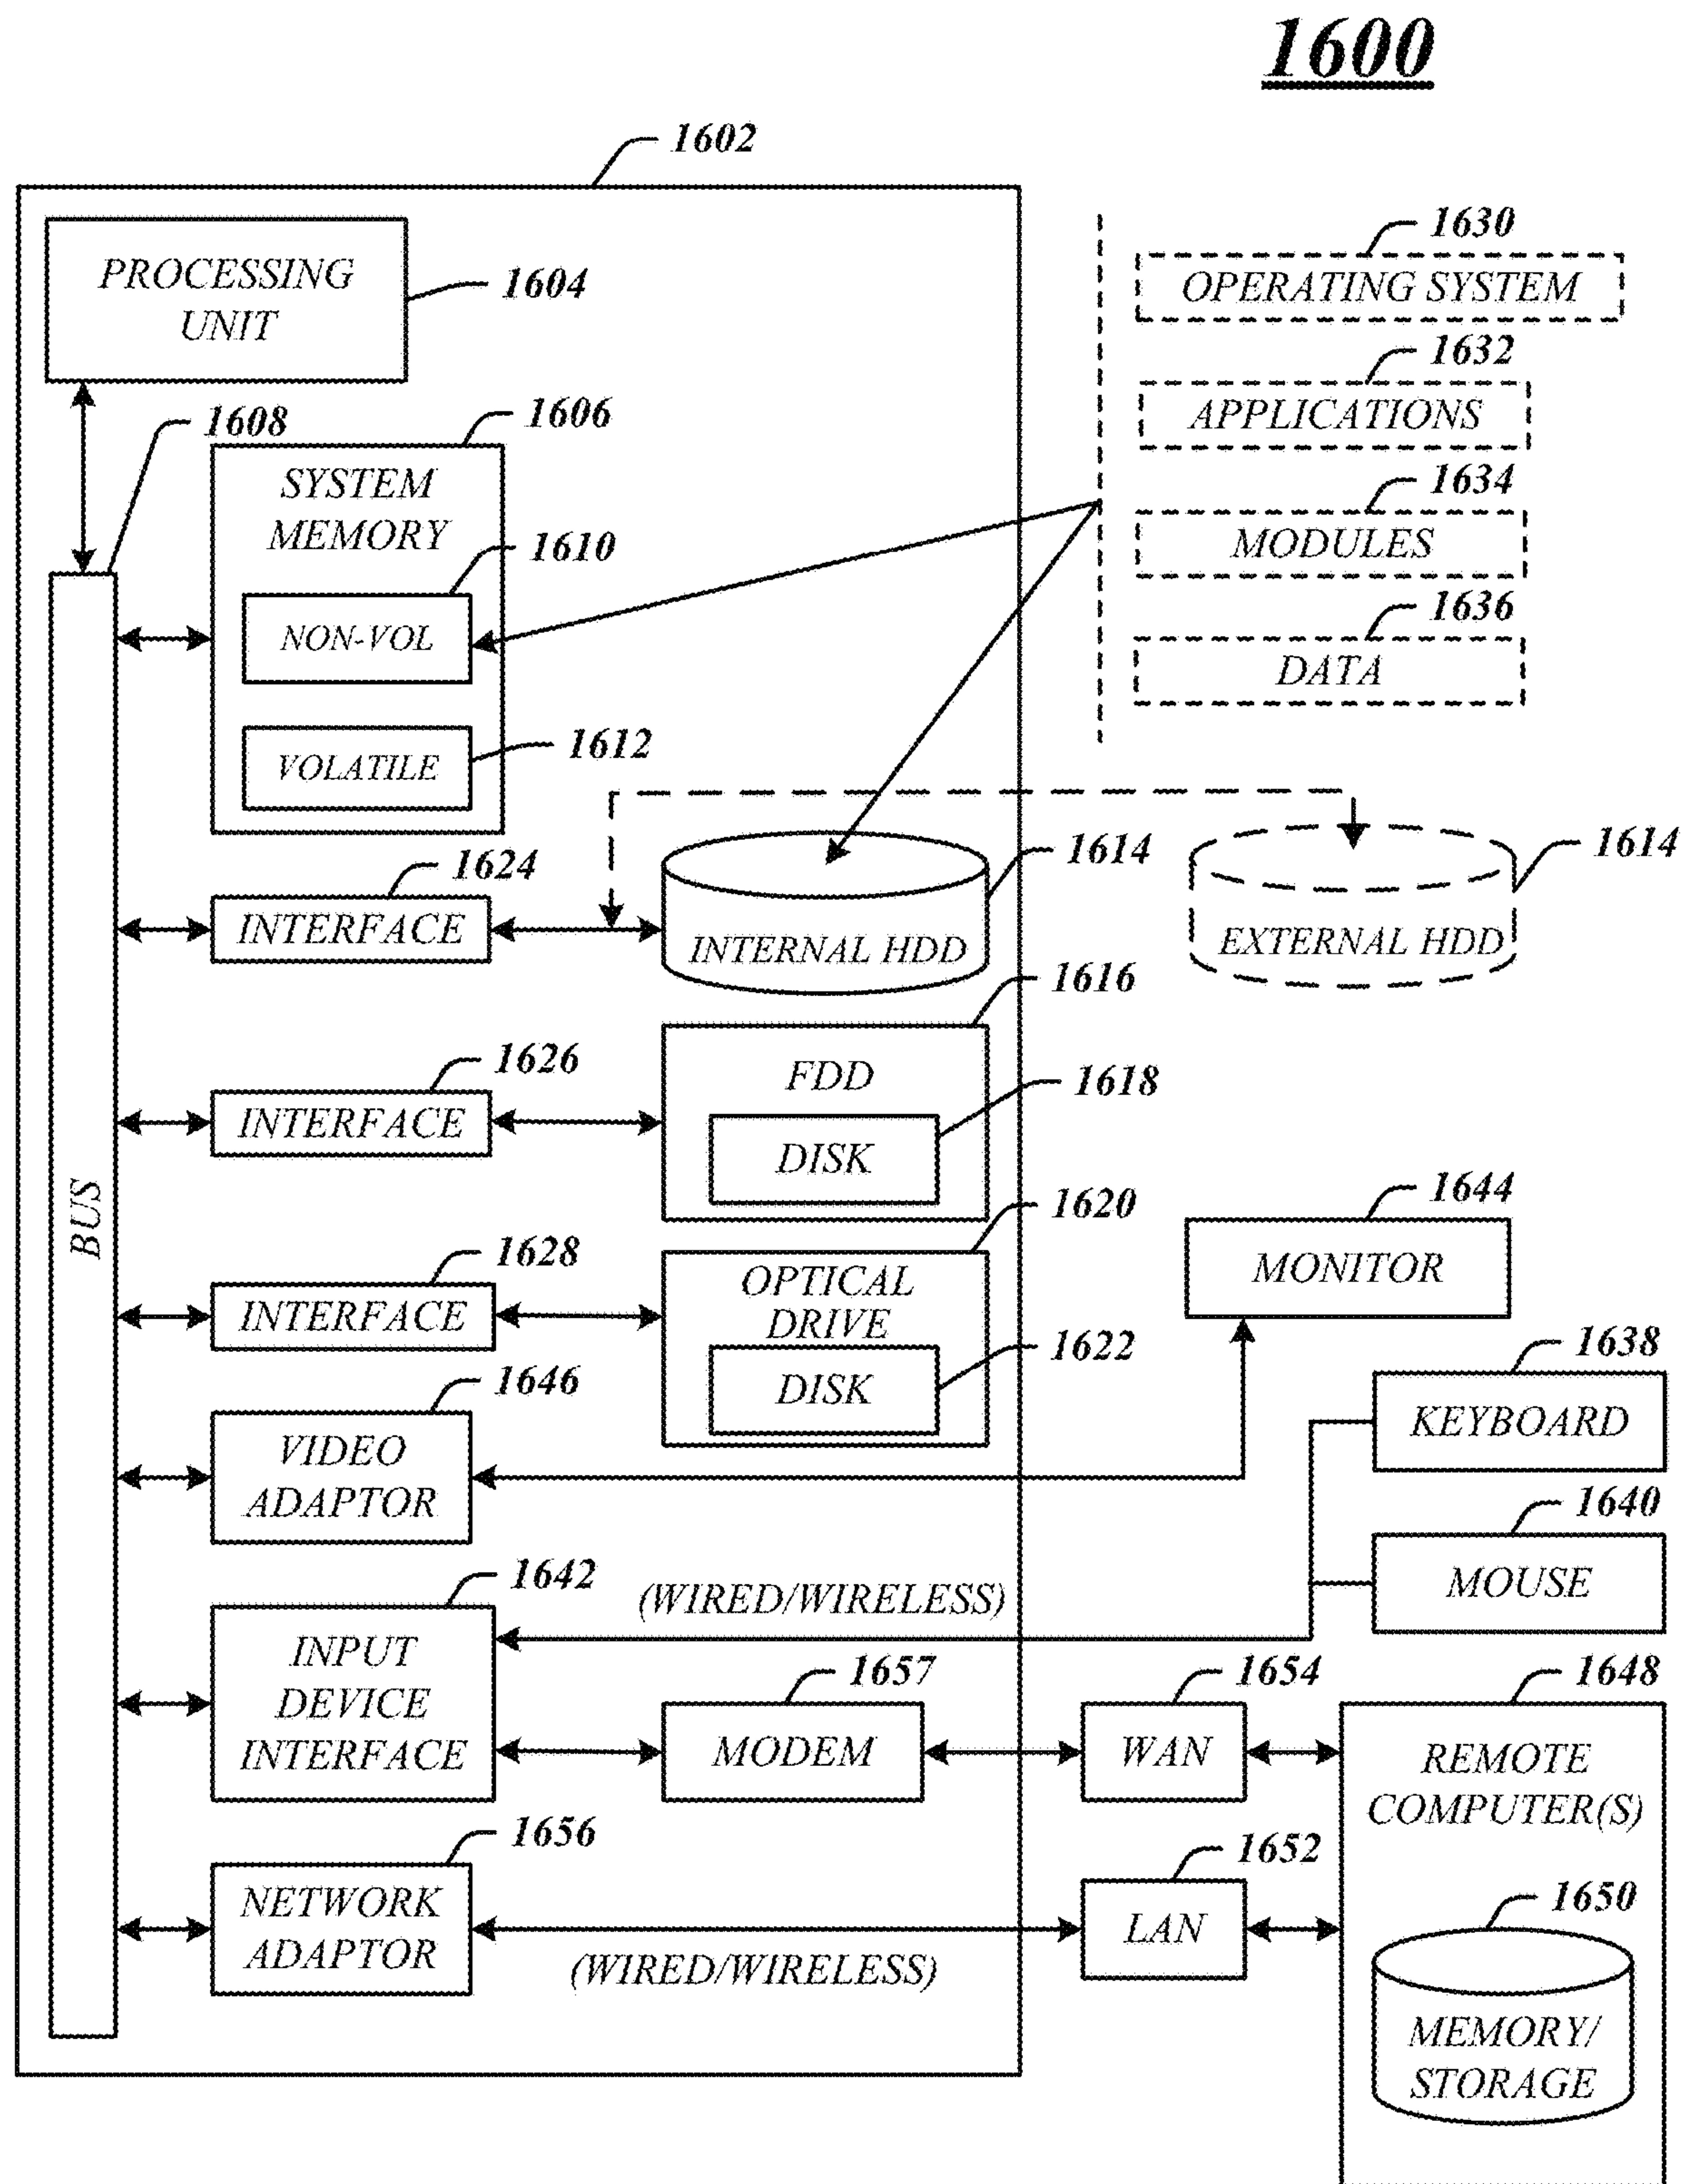 1600
1602
PROCESSING
UNIT
1604
1630
OPERATING SYSTEM
1632
APPLICATIONS
1634
MODULES
1636
DATA
1608
1606
SYSTEM
MEMORY
1610
NON-VOL
1612
VOLATILE
1624
INTERFACE
1614
INTERNAL HDD
1614
EXTERNAL HDD
1616
FDD
1626
INTERFACE
1618
DISK
BUS
1620
OPTICAL
DRIVE
1628
INTERFACE
1622
DISK
1644
MONITOR
1638
KEYBOARD
1646
VIDEO
ADAPTOR
1640
MOUSE
1642
INPUT
DEVICE
INTERFACE
(WIRED/WIRELESS)
1657
MODEM
1654
WAN
1648
REMOTE
COMPUTER(S)
1656
NETWORK
ADAPTOR
(WIRED/WIRELESS)
1652
LAN
1650
MEMORY/
STORAGE